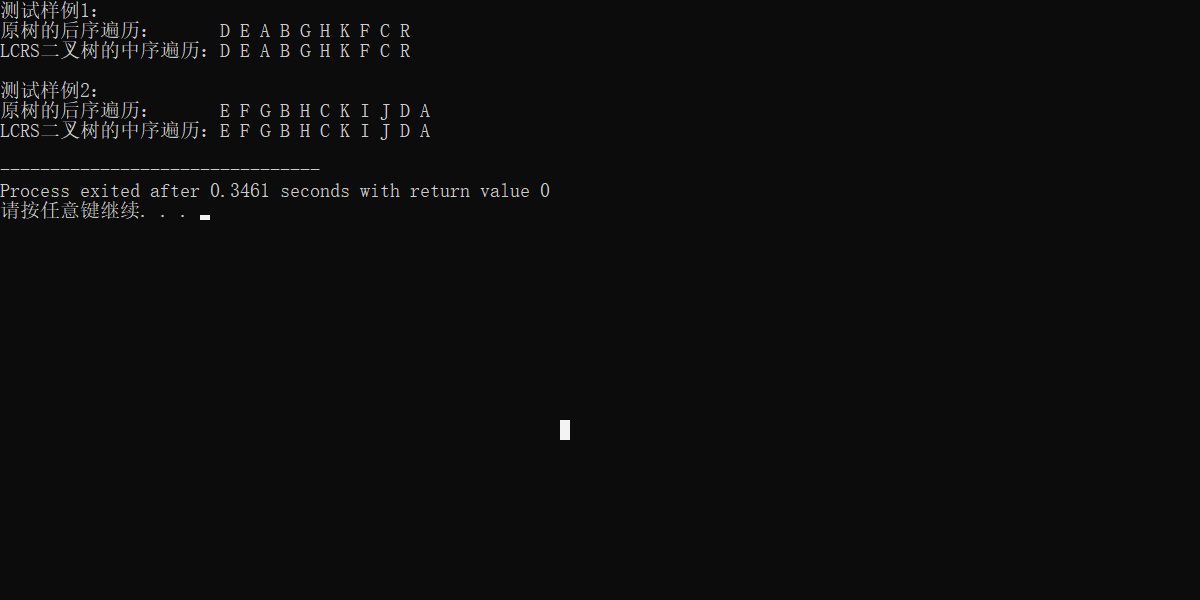 测试样例1:
原树的后序遍历:       D E A B G H K F C R
LCRS二叉树的中序遍历: D E A B G H K F C R
测试样例2:
原树的后序遍历:       E F G B H C K I J D A
LCRS二叉树的中序遍历: E F G B H C K I J D A
--------------------------------
Process exited after 0.3461 seconds with return value 0
请按任意键继续. . .